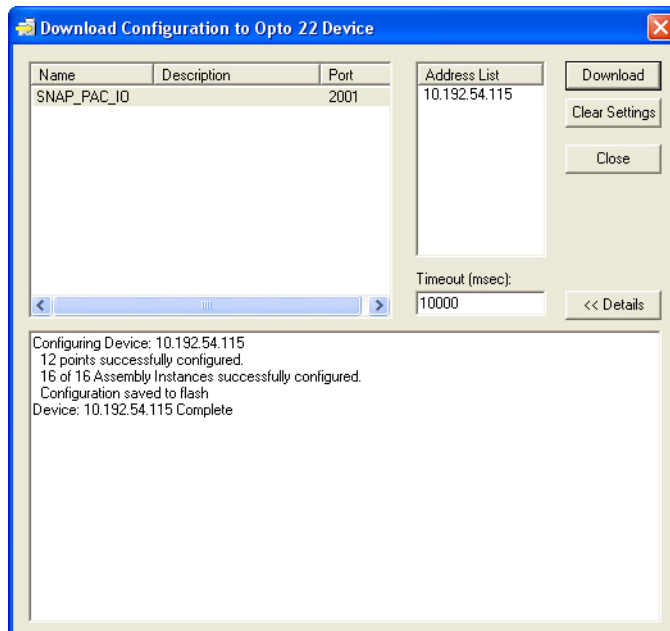 Download Configuration to Opto 22 Device
Name Description Port
SNAP_PAC_IO 2001
Address List
10.192.54.115
Download
Clear Settings
Close
Timeout (msec):
10000
<< Details
Configuring Device: 10.192.54.115
12 points successfully configured.
16 of 16 Assembly Instances successfully configured.
Configuration saved to flash
Device: 10.192.54.115 Complete